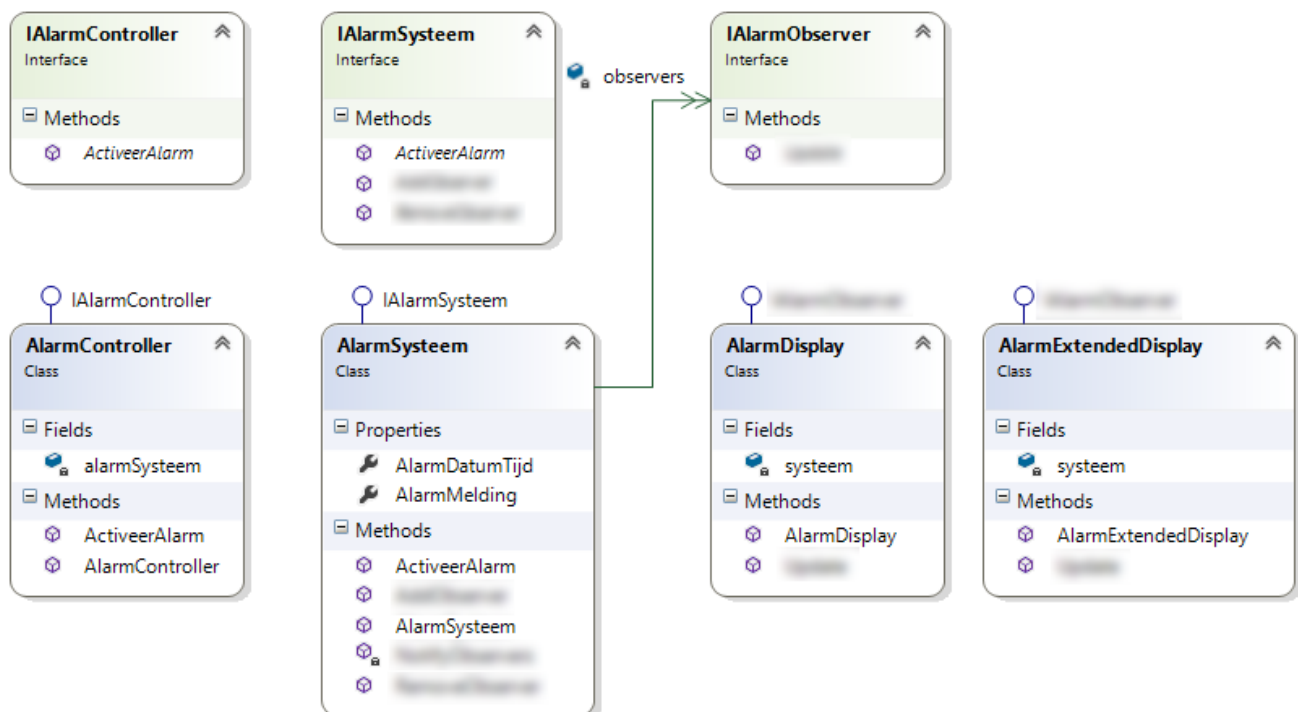 IAlarmController
Interface
Methods
ActiveerAlarm
IAlarmSysteem
Interface
Methods
ActiveerAlarm
observers
IAlarmObserver
Interface
Methods
IAlarmController
AlarmController
Class
Fields
alarmSysteem
Methods
ActiveerAlarm
AlarmController
IAlarmSysteem
AlarmSysteem
Class
Properties
AlarmDatumTijd
AlarmMelding
Methods
ActiveerAlarm
AlarmSysteem
AlarmDisplay
Class
Fields
systeem
Methods
AlarmDisplay
AlarmExtendedDisplay
Class
Fields
systeem
Methods
AlarmExtendedDisplay